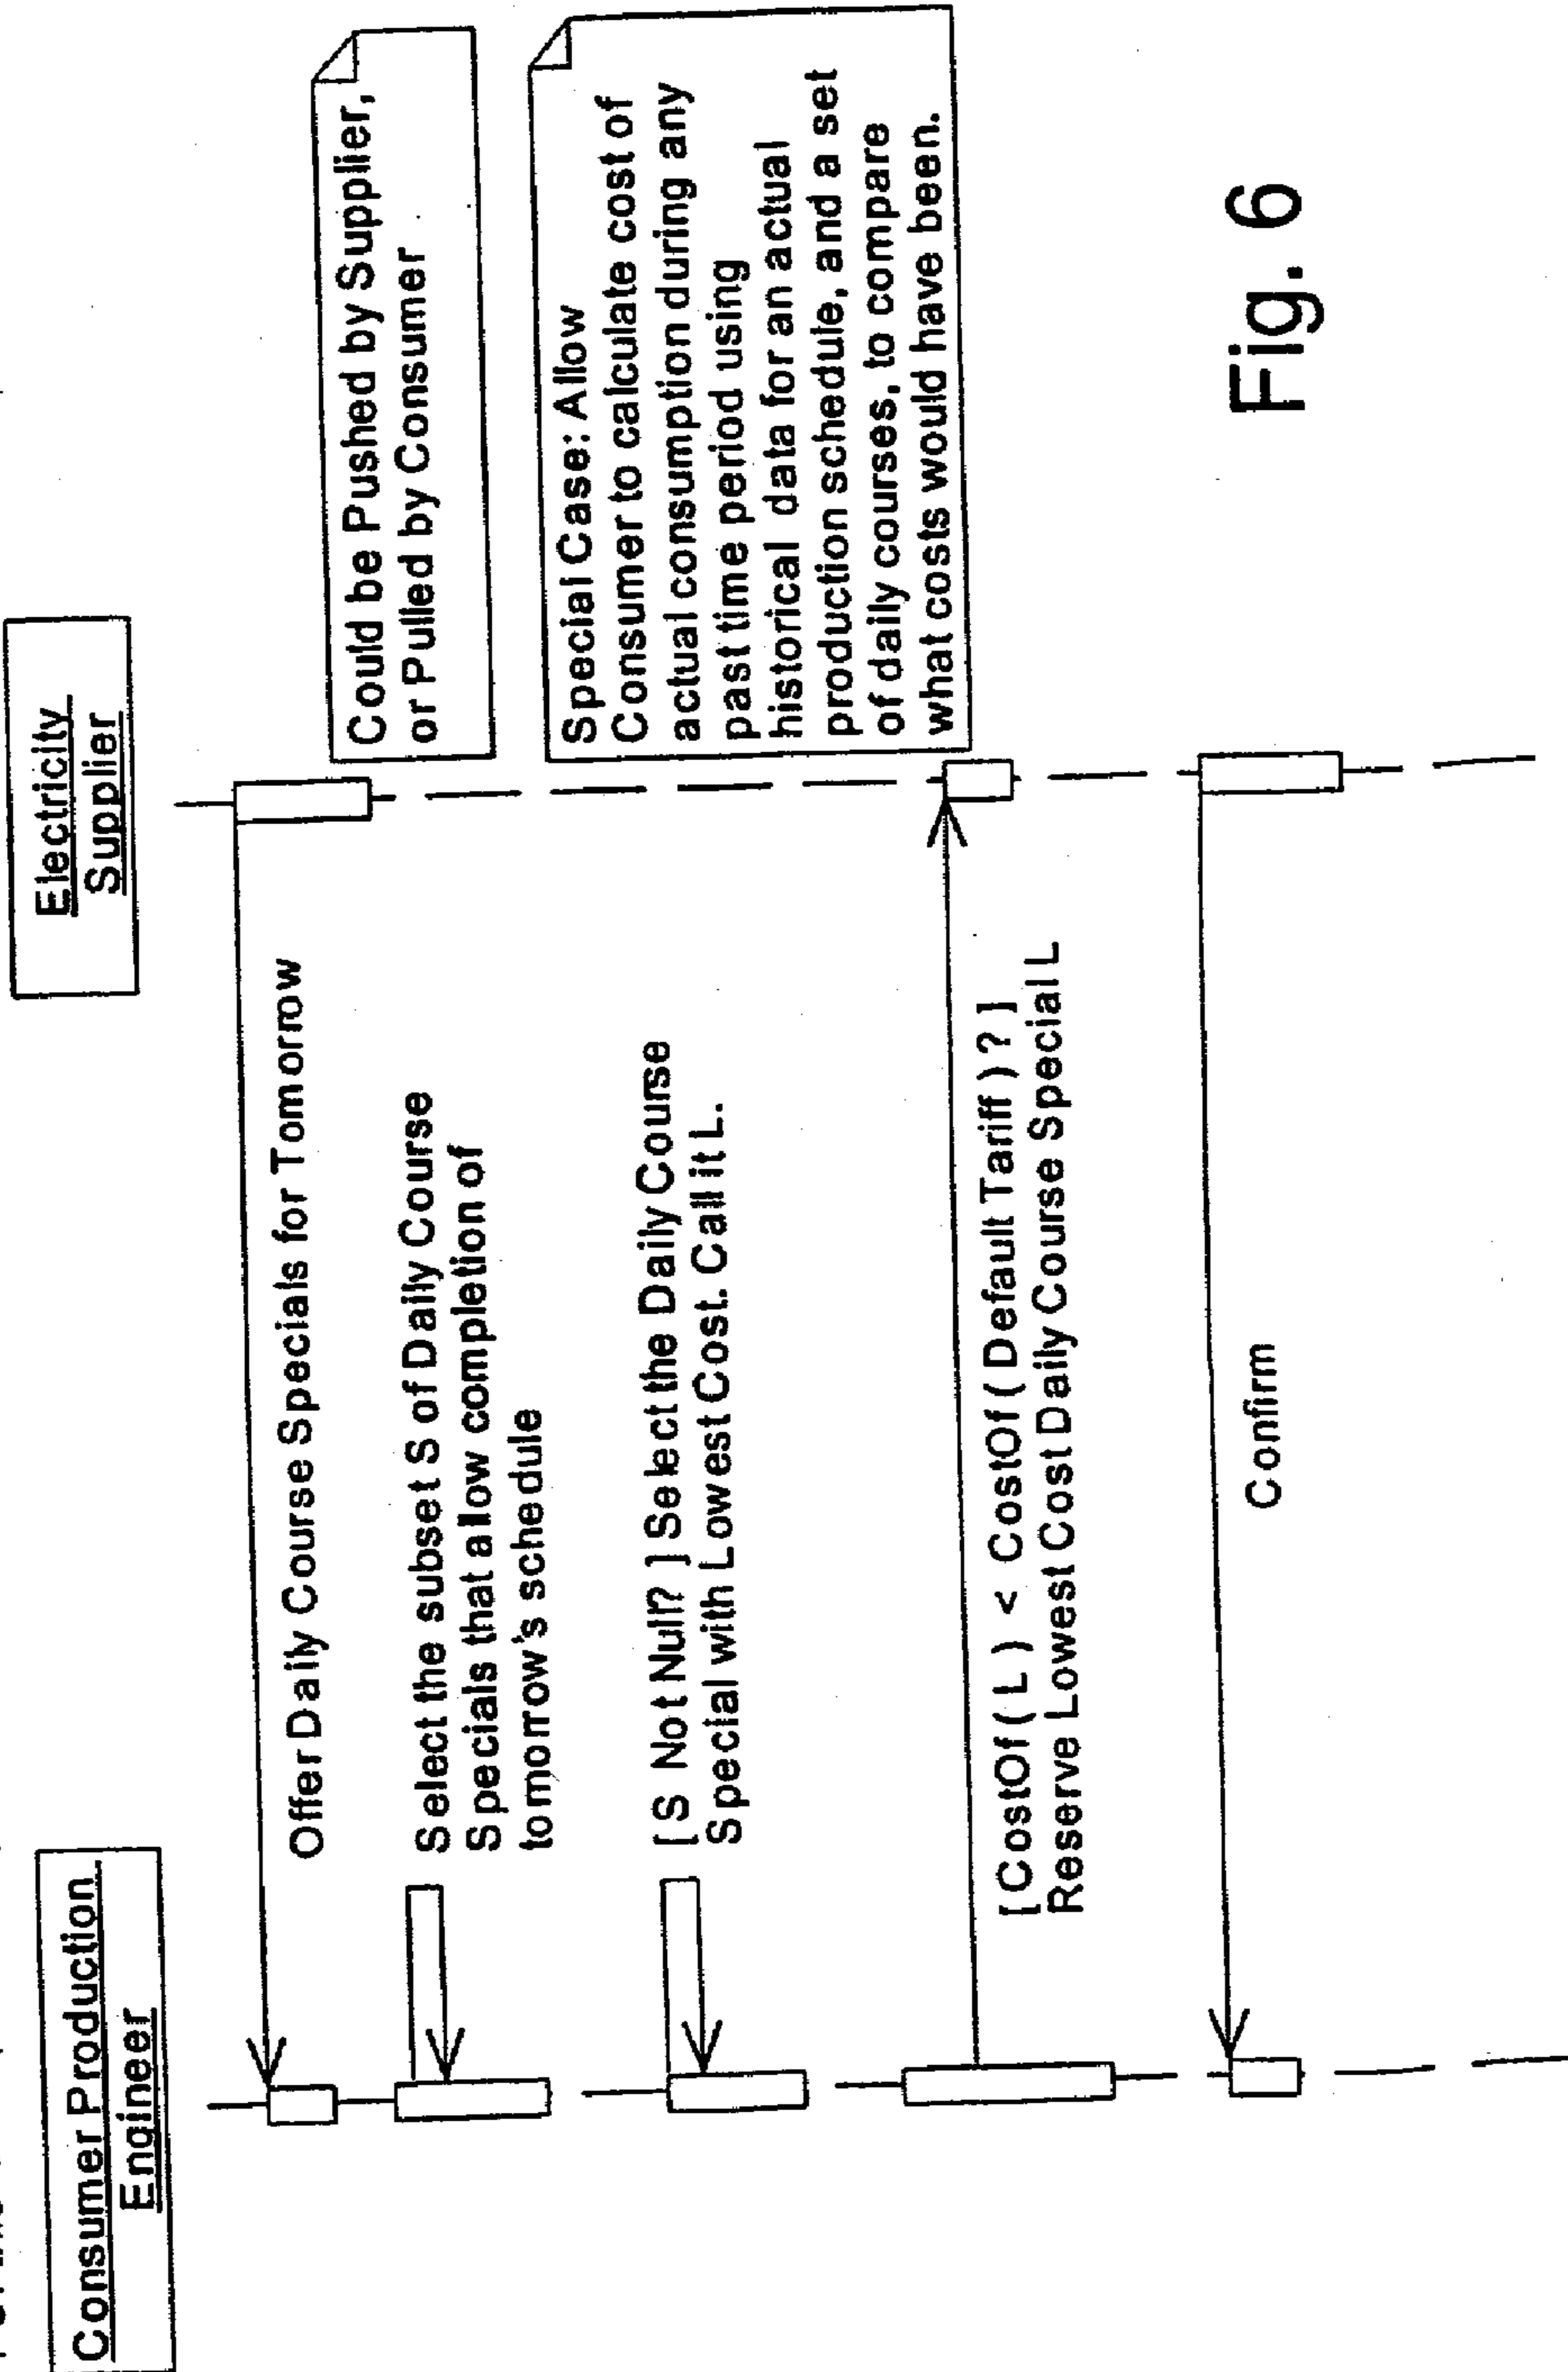 Consumer Production
Engineer
Electricity
Supplier
Offer Daily Course Specials for Tomorrow
Could be Pushed by Supplier,
or Pulled by Consumer
Select the subset S of Daily Course
Specials that allow completion of
tomorrow's schedule
Special Case: Allow
Consumer to calculate cost of
actual consumption during any
past time period using
historical data for an actual
production schedule, and a set
of daily courses, to compare
what costs would have been.
[S Not Null? ] Select the Daily Course
Special with Lowest Cost. Call it L.
[CostOf( L ) < CostOf( Default Tariff )? ]
Reserve Lowest Cost Daily Course Special L
Confirm
Fig. 6